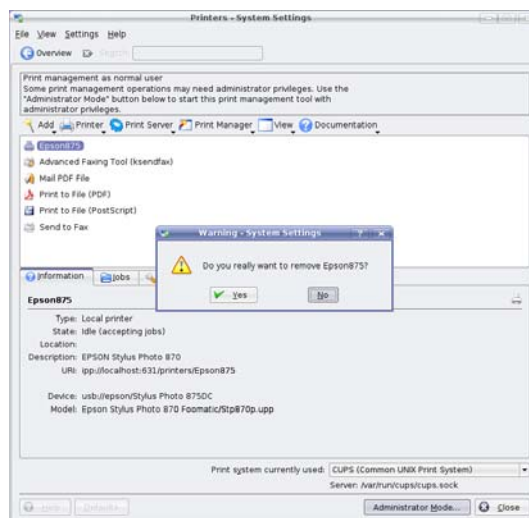 Printers - System Settings
File View Settings Help
Overview Search
Print management as normal user
Some print management operations may need administrator privileges. Use the
"Administrator Mode" button below to start this print management tool with
administrator privileges.
Add Printer Print Server Print Manager View Documentation
Epson875
Advanced Faxing Tool (ksendfax)
Mail PDF File
Print to File (PDF)
Print to File (PostScript)
Send to Fax
Warning - System Settings
Do you really want to remove Epson875?
Yes No
Information Jobs
Epson875
Type: Local printer
State: Idle (accepting jobs)
Location:
Description: EPSON Stylus Photo 870
URI: ipp://localhost:631/printers/Epson875
Device: usb://epson/Stylus Photo 875DC
Model: Epson Stylus Photo 870 Foomatic/Stp870p.upp
Print system currently used: CUPS (Common UNIX Print System)
Server: /var/run/cups/cups.sock
Help Defaults Administrator Mode... Close